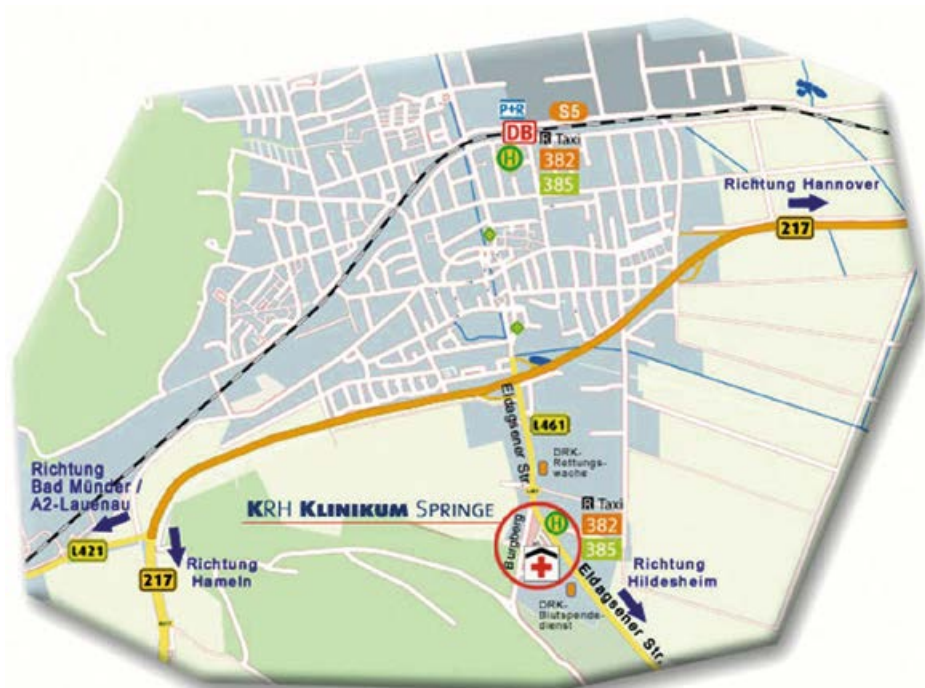 P+R
S5
DB
R Taxi
H
382
385
Richtung Hannover
217
Eldagsener Str.
L461
DRK-
Rettungs-
wache
Richtung
Bad Münder /
A2-Lauenau
L421
217
Richtung
Hameln
KRH KLINIKUM SPRINGE
Burgberg
H
R Taxi
382
385
Richtung
Hildesheim
DRK-
Blutspende-
dienst
Eldagsener Str.